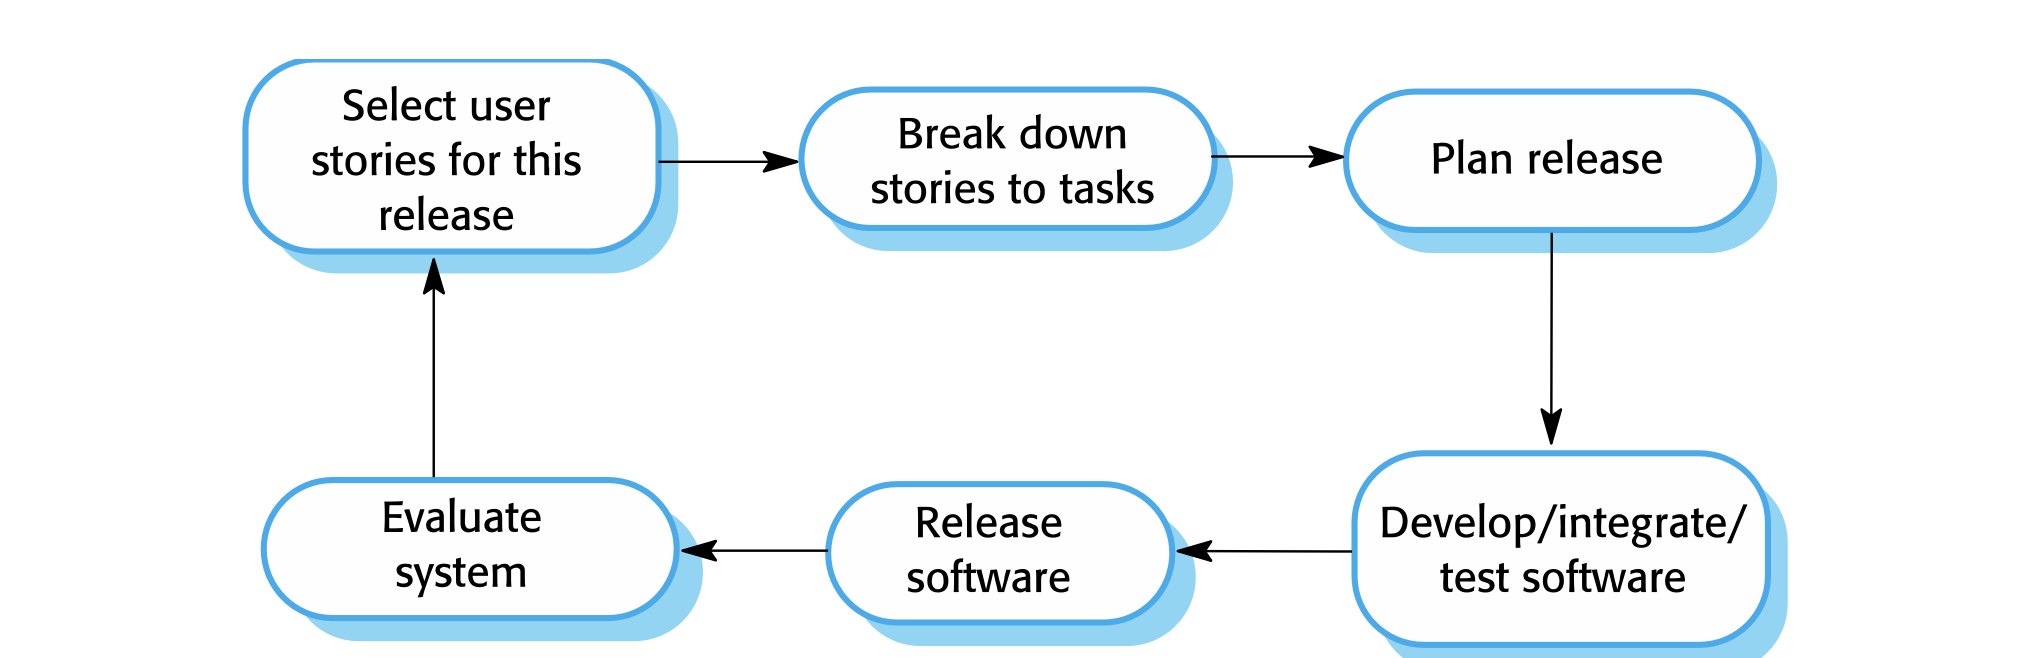 Select user
stories for this
release
Break down
stories to tasks
Plan release
Develop/integrate/
test software
Release
software
Evaluate
system